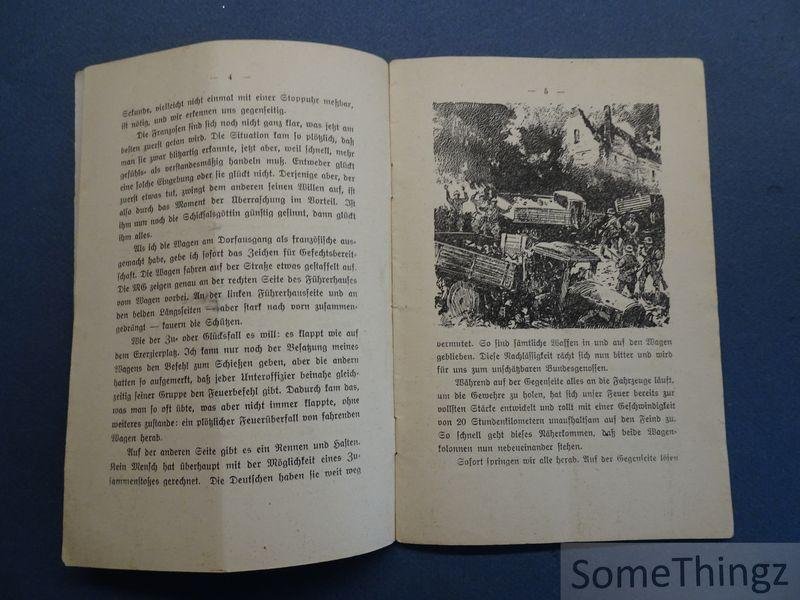 — 4 —
Sekunde, vielleicht nicht einmal mit einer Stoppuhr meßbar,
ist nötig, und wir erkennen uns gegenseitig.
Die Franzosen sind sich noch nicht ganz klar, was jetzt am
besten zuerst getan wird. Die Situation kam so plötzlich, daß
man sie zwar blitzartig erkannte, jetzt aber, weil schnell, mehr
gefühls- als verstandesmäßig handeln muß. Entweder glückt
eine solche Eingebung oder sie glückt nicht. Derjenige aber, der
zuerst etwas tut, zwingt dem anderen seinen Willen auf, ist
also durch das Moment der Überraschung im Vorteil. Ist
ihm nun noch die Schicksalsgöttin günstig gesinnt, dann glückt
ihm alles.
Als ich die Wagen am Dorfausgang als französische aus-
gemacht habe, gebe ich sofort das Zeichen für Gefechtsbereit-
schaft. Die Wagen fahren auf der Straße etwas gestaffelt auf.
Die MG zeigen genau an der rechten Seite des Führerhauses
vom Wagen vorbei. An der linken Führerhausseite und an
den beiden Längsseiten — aber stark nach vorn zusammen-
gedrängt — kauern die Schützen.
Wie der Zu- oder Glücksfall es will: es klappt wie auf
dem Exerzierplatz. Ich kann nur noch der Besatzung meines
Wagens den Befehl zum Schießen geben, aber die andern
hatten so aufgemerkt, daß jeder Unteroffizier beinahe gleich-
zeitig seiner Gruppe den Feuerbefehl gibt. Dadurch kam das,
was man so oft übte, was aber nicht immer klappte, ohne
weiteres zustande: ein plötzlicher Feuerüberfall von fahrenden
Wagen herab.
Auf der anderen Seite gibt es ein Rennen und Hasten.
Kein Mensch hat überhaupt mit der Möglichkeit eines Zu-
sammenstoßes gerechnet. Die Deutschen haben sie weit weg
— 5 —
vermutet. So sind sämtliche Waffen in und auf den Wagen
geblieben. Diese Nachlässigkeit rächt sich nun bitter und wird
für uns zum unschätzbaren Bundesgenossen.
Während auf der Gegenseite alles an die Fahrzeuge läuft,
um die Gewehre zu holen, hat sich unser Feuer bereits zur
vollsten Stärke entwickelt und rollt mit einer Geschwindigkeit
von 20 Stundenkilometern unaufhaltsam auf den Feind zu.
So schnell geht dieses Näherkommen, daß beide Wagen-
kolonnen nun nebeneinander stehen.
Sofort springen wir alle herab. Auf der Gegenseite lösen
SomeThingz